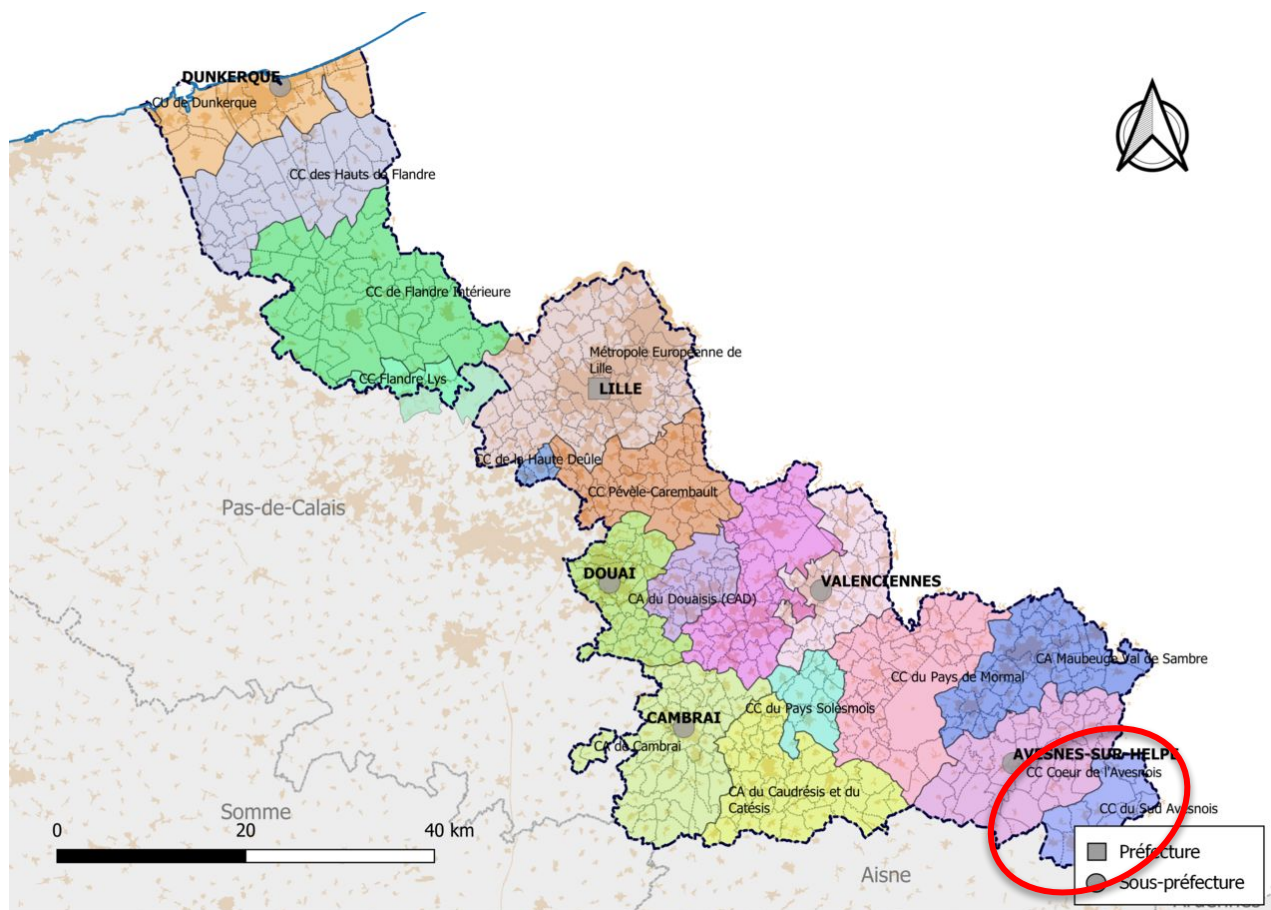 DUNKERQUE
CU de Dunkerque
CC des Hauts de Flandre
CC de Flandre Intérieure
Métropole Européenne de
Lille
CC Flandre Lys
LILLE
CC de la Haute Deûle
CC Pévèle-Carembault
Pas-de-Calais
DOUAI
VALENCIENNES
CA du Douaisis (CAD)
CA Maubeuge Val de Sambre
CC du Pays de Mormal
CC du Pays Solesmois
CAMBRAI
CA de Cambrai
AVESNES-SUR-HELPE
CC Coeur de l'Avesnois
CA du Caudrésis et du
Catésis
CC du Sud Avesnois
Somme
0 20 40 km
Aisne
Préfecture
Sous-préfecture